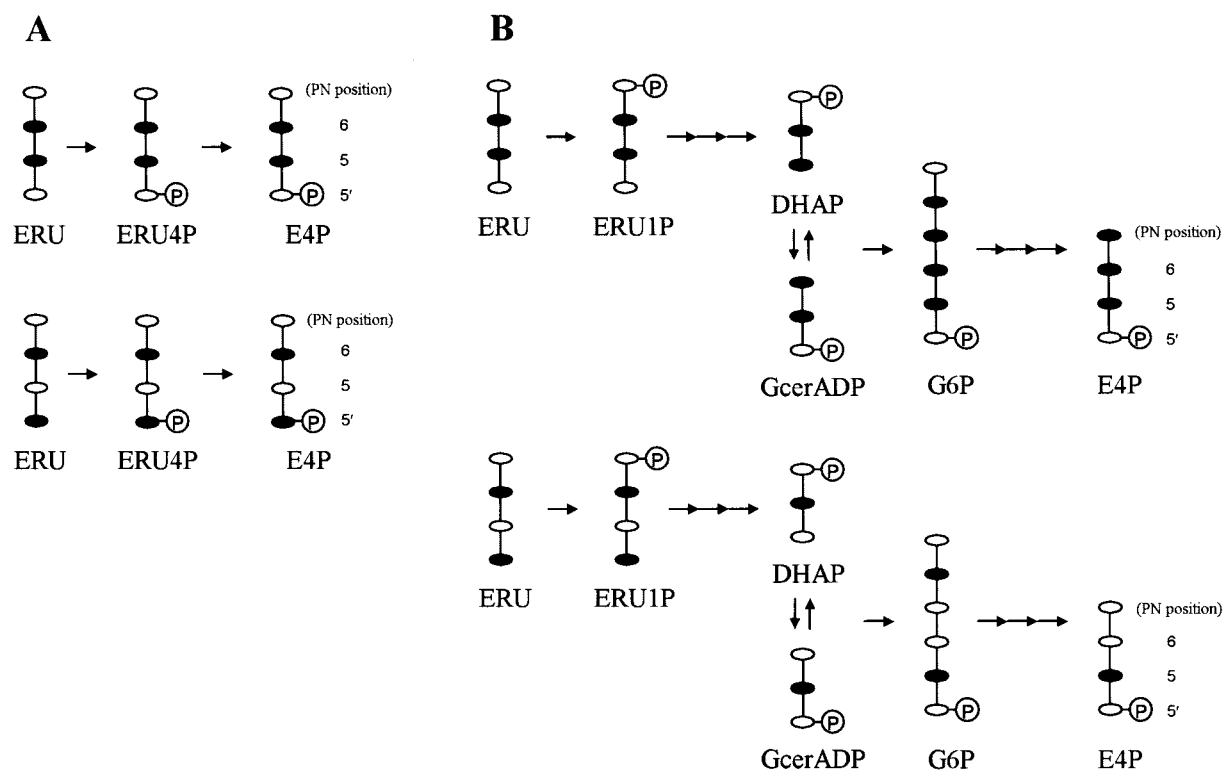 A
(PN position)
6
5
P
P
5′
ERU
ERU4P
E4P
(PN position)
6
5
P
P
5′
ERU
ERU4P
E4P
B
P
P
ERU
ERU1P
DHAP
(PN position)
6
5
P
P
P
5′
GcerADP
G6P
E4P
P
P
ERU
ERU1P
DHAP
(PN position)
6
5
P
P
P
5′
GcerADP
G6P
E4P